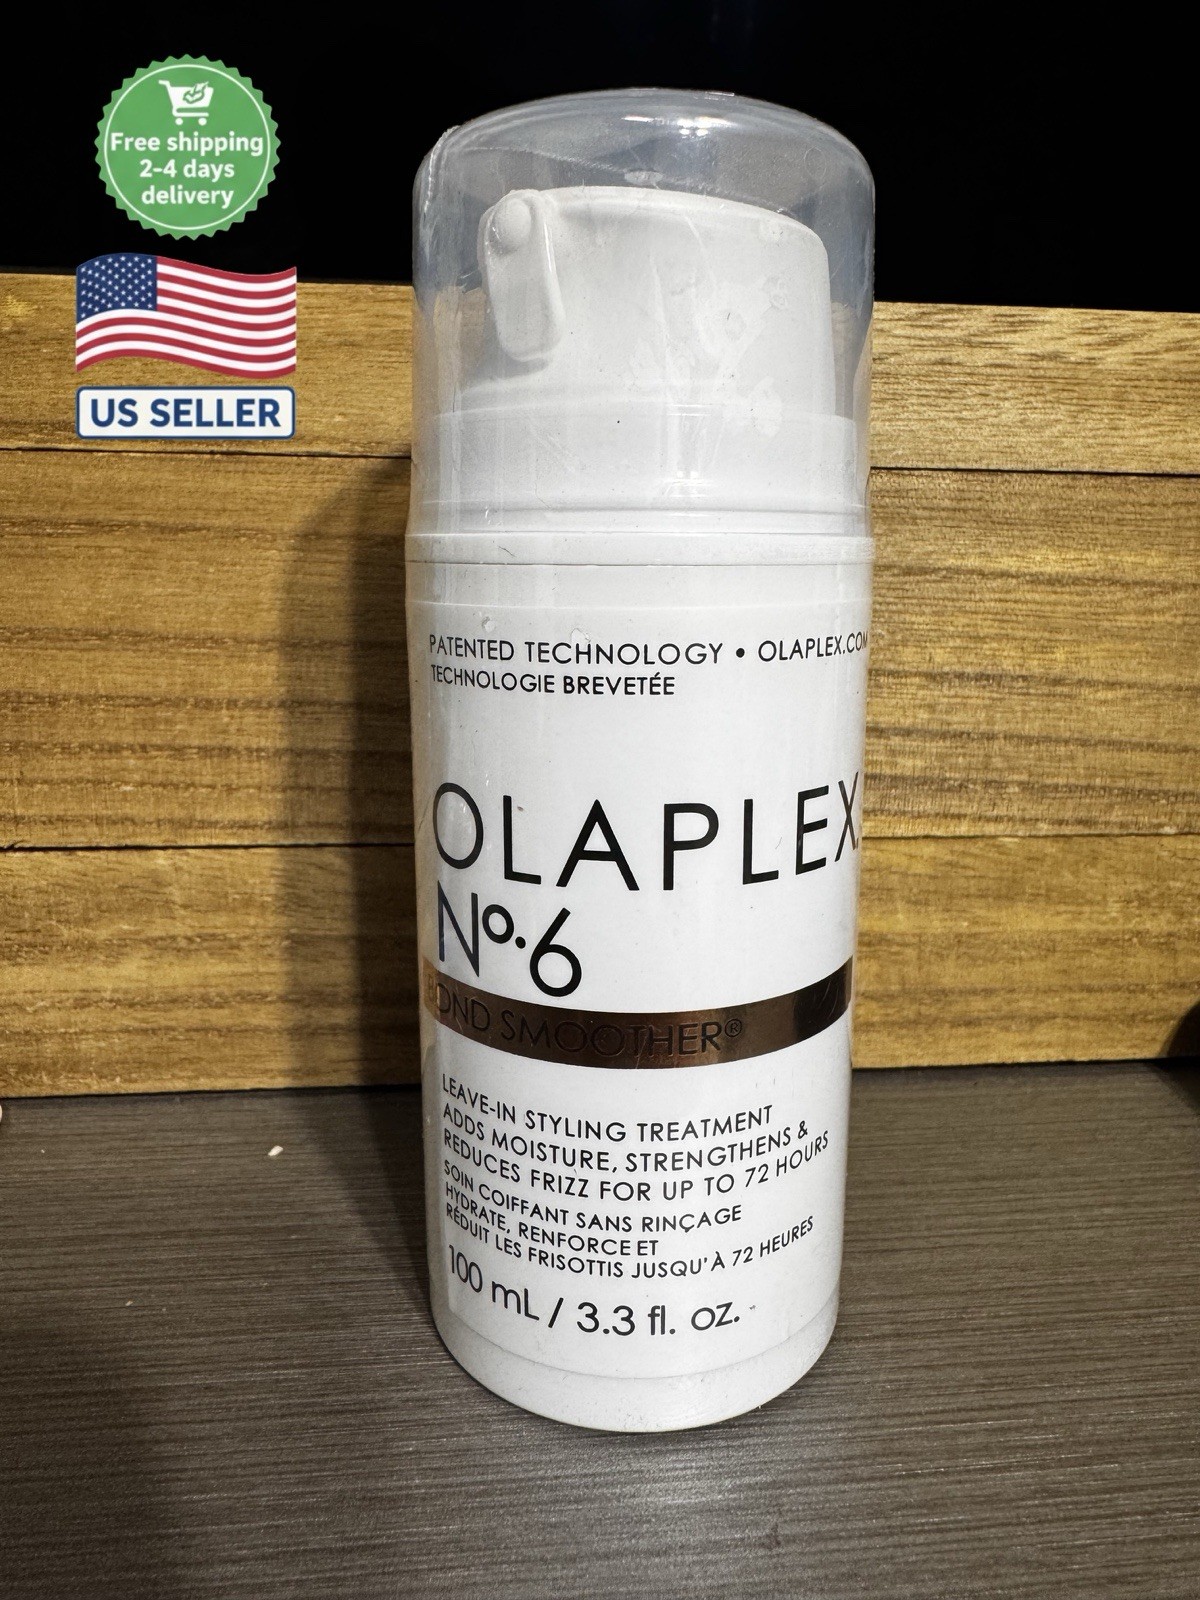 Free shipping
2-4 days
delivery
US SELLER
PATENTED TECHNOLOGY • OLAPLEX.COM
TECHNOLOGIE BREVETÉE
OLAPLEX.
Nº.6
BOND SMOOTHER®
LEAVE-IN STYLING TREATMENT
ADDS MOISTURE, STRENGTHENS &
REDUCES FRIZZ FOR UP TO 72 HOURS
SOIN COIFFANT SANS RINÇAGE
HYDRATE, RENFORCE ET
RÉDUIT LES FRISOTTIS JUSQU'À 72 HEURES
100 mL / 3.3 fl. oz.